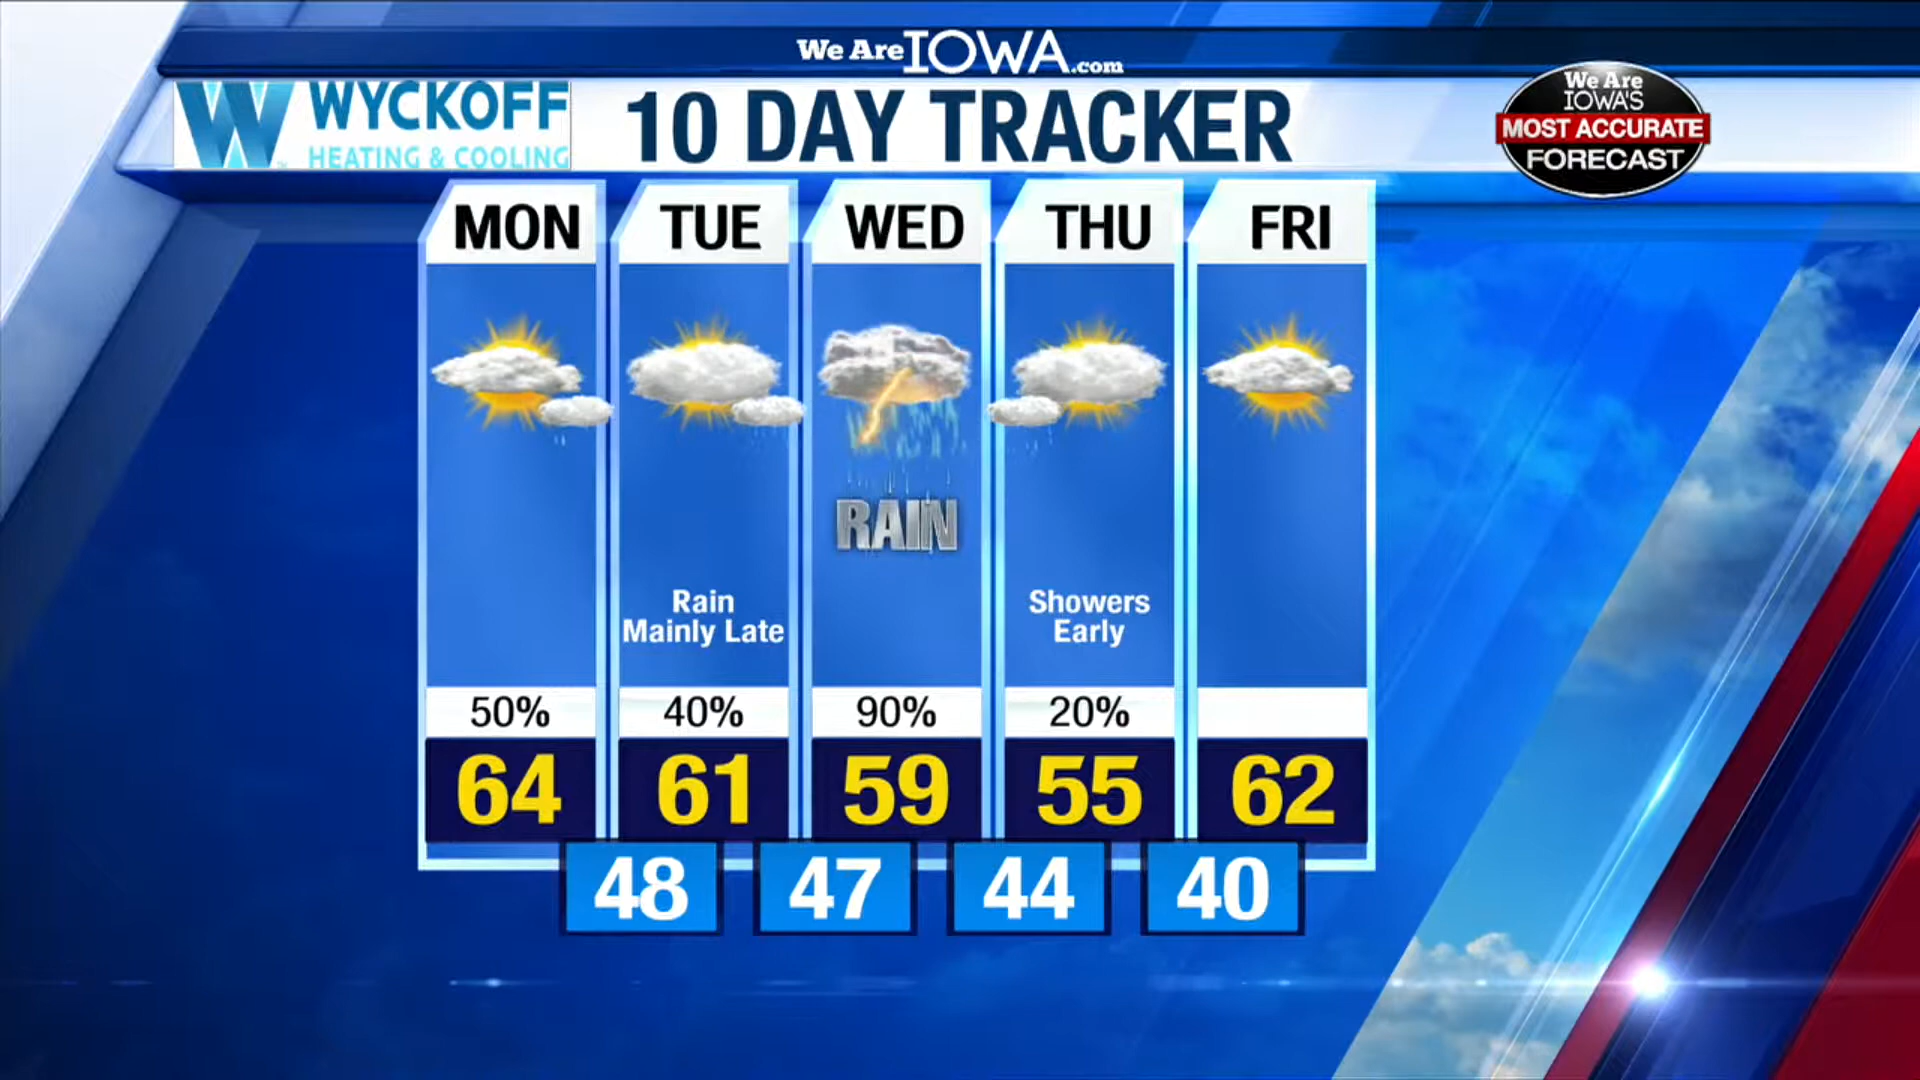 We Are IOWA.com
WYCKOFF
HEATING & COOLING
10 DAY TRACKER
We Are
IOWA'S
MOST ACCURATE
FORECAST
MON TUE WED THU FRI
RAIN
Rain
Mainly Late
Showers
Early
50% 40% 90% 20%
64 61 59 55 62
48 47 44 40